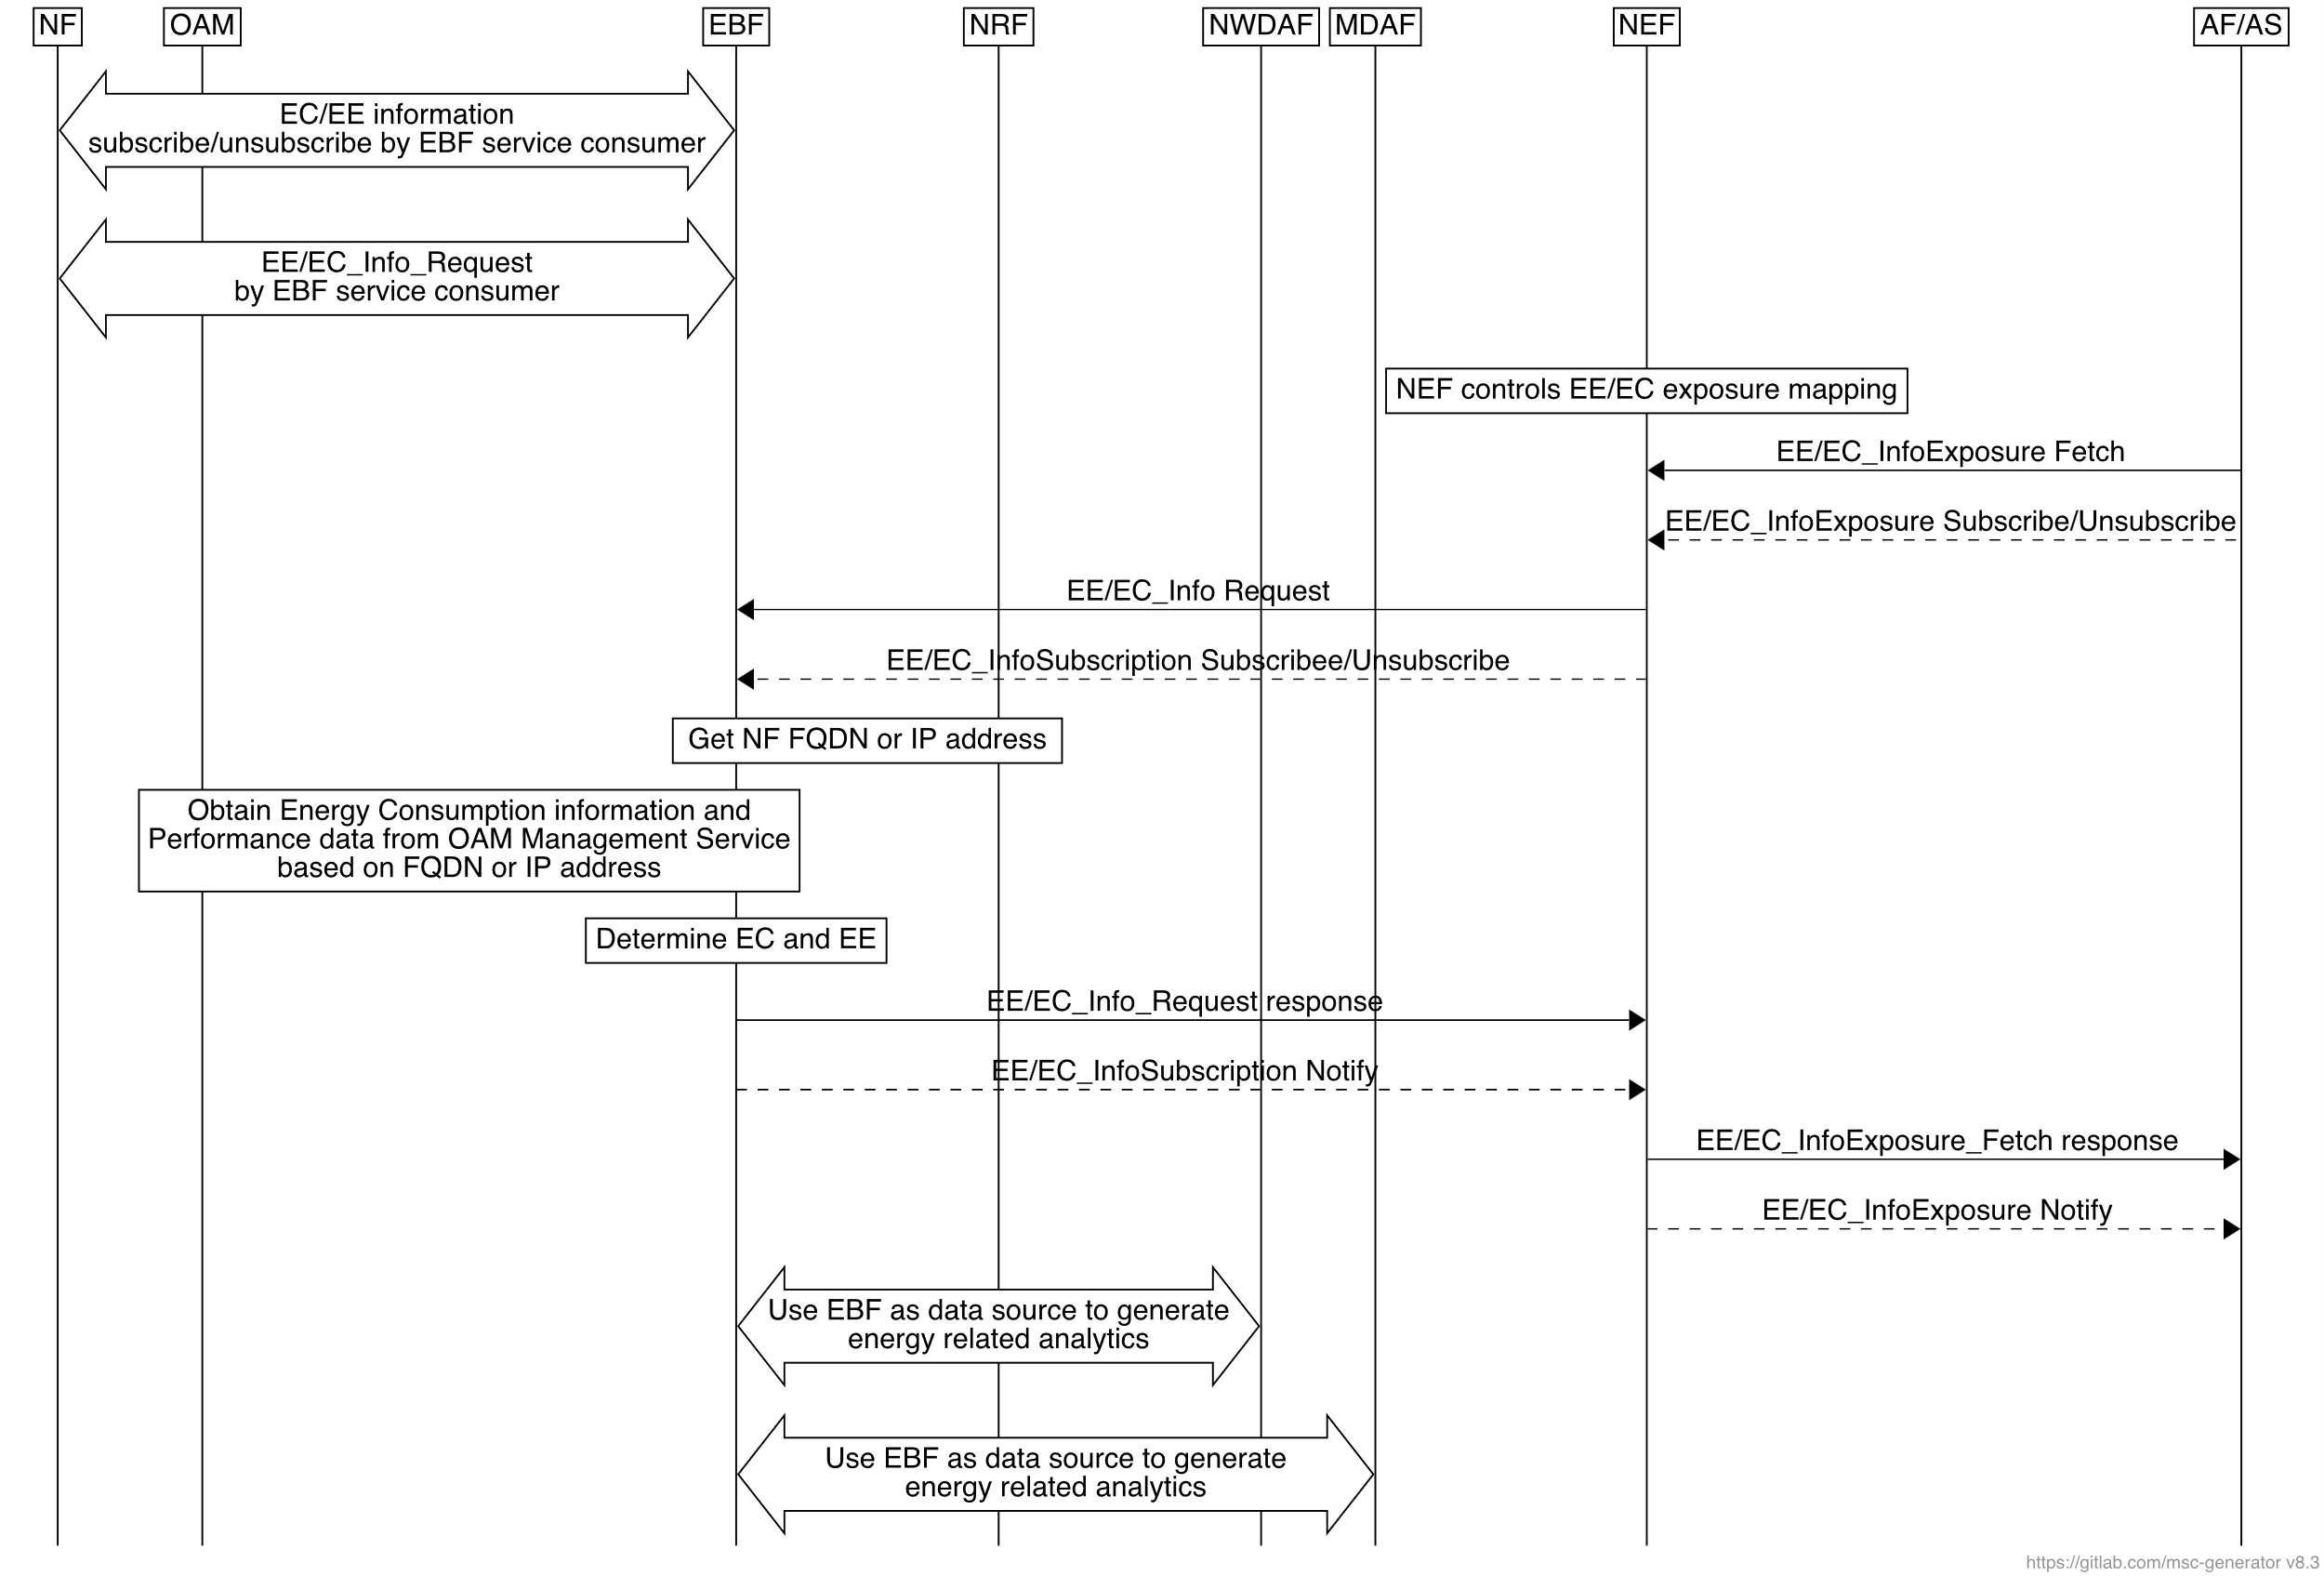 NF
OAM
EBF
NRF
NWDAF
MDAF
NEF
AF/AS
EC/EE information
subscribe/unsubscribe by EBF service consumer
EE/EC_Info_Request
by EBF service consumer
NEF controls EE/EC exposure mapping
EE/EC_InfoExposure Fetch
EE/EC_InfoExposure Subscribe/Unsubscribe
EE/EC_Info Request
EE/EC_InfoSubscription Subscribee/Unsubscribe
Get NF FQDN or IP address
Obtain Energy Consumption information and
Performance data from OAM Management Service
based on FQDN or IP address
Determine EC and EE
EE/EC_Info_Request response
EE/EC_InfoSubscription Notify
EE/EC_InfoExposure_Fetch response
EE/EC_InfoExposure Notify
Use EBF as data source to generate
energy related analytics
Use EBF as data source to generate
energy related analytics
https://gitlab.com/msc-generator v8.3